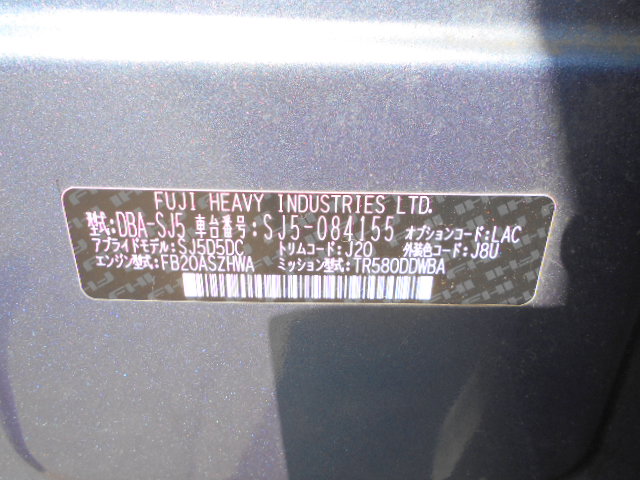 FUJI HEAVY INDUSTRIES LTD.
型式:DBA-SJ5 車台番号:SJ5-084155 オプションコード:LAC
アプライドモデル:SJ5D5DC トリムコード:J20 外装色コード:J8U
エンジン型式:FB20ASZHWA ミッション型式:TR580DDWBA